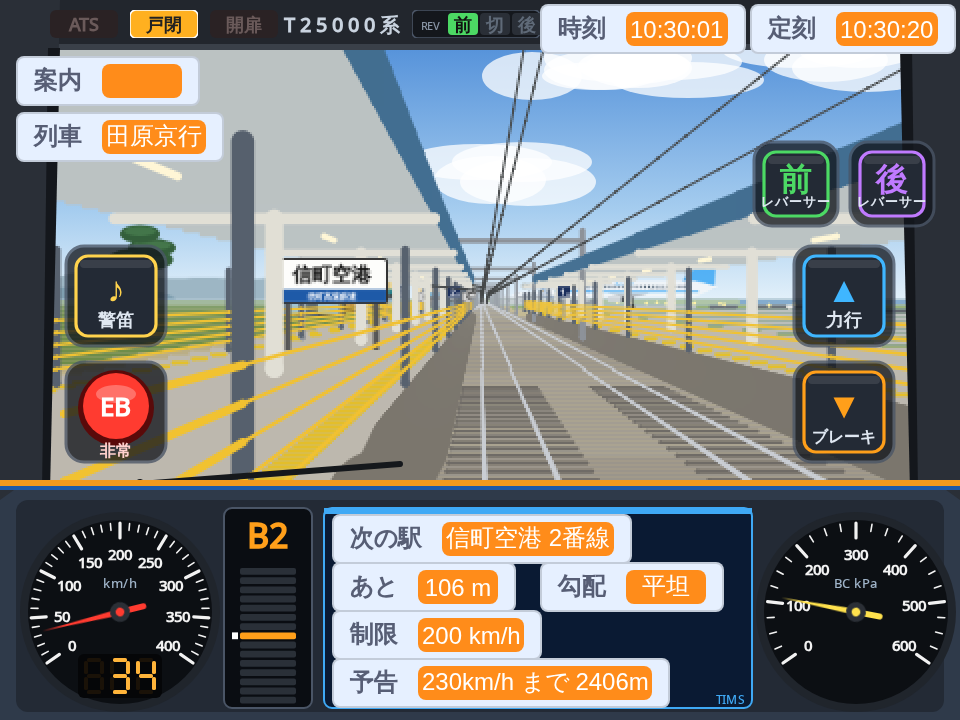 ATS 戸閉 開扉 T25000系 REV 前 切 後
時刻 10:30:01 定刻 10:30:20
案内
列車 田原京行
前 レバーサー
後 レバーサー
信町空港
♪
警笛
▲
力行
EB
非常
▼
ブレーキ
km/h
0 50 100 150 200 250 300 350 400
34
B2
次の駅 信町空港 2番線
あと 106 m 勾配 平坦
制限 200 km/h
予告 230km/h まで 2406m
TIMS
BC kPa
0 100 200 300 400 500 600